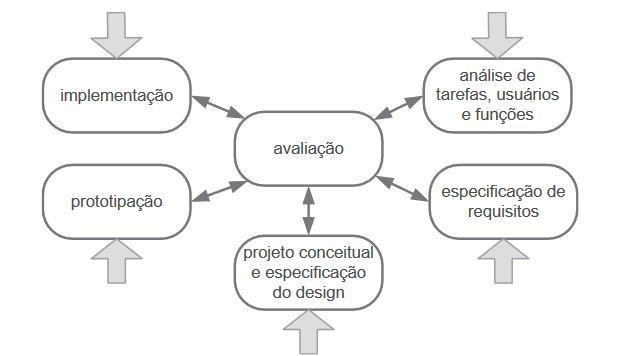 implementação
análise de
tarefas, usuários
e funções
avaliação
prototipação
especificação de
requisitos
projeto conceitual
e especificação
do design